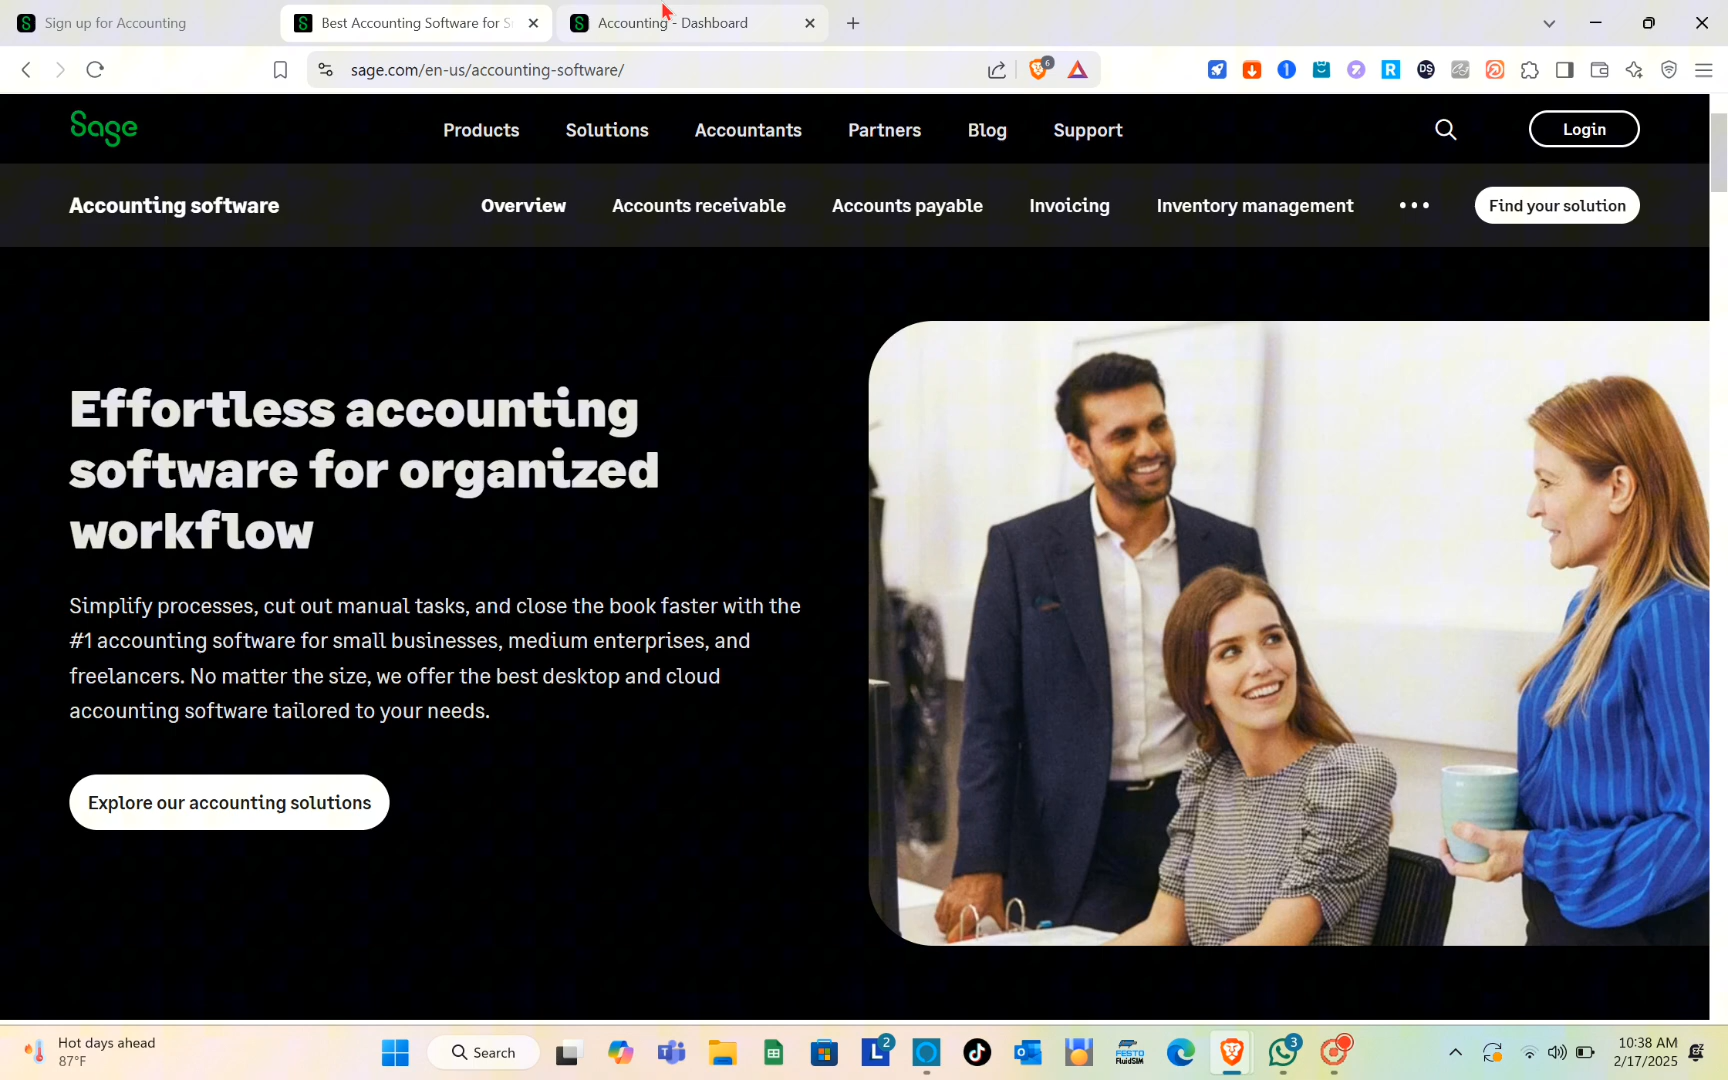 Sign up for Accounting
Best Accounting Software for S
Accounting - Dashboard
sage.com/en-us/accounting-software/
6
Sage
Products
Solutions
Accountants
Partners
Blog
Support
Login
Accounting software
Overview
Accounts receivable
Accounts payable
Invoicing
Inventory management
Find your solution
Effortless accounting
software for organized
workflow
Simplify processes, cut out manual tasks, and close the book faster with the
#1 accounting software for small businesses, medium enterprises, and
freelancers. No matter the size, we offer the best desktop and cloud
accounting software tailored to your needs.
Explore our accounting solutions
Hot days ahead
87°F
Search
2
FESTO
FluidSIM
3
10:38 AM
2/17/2025